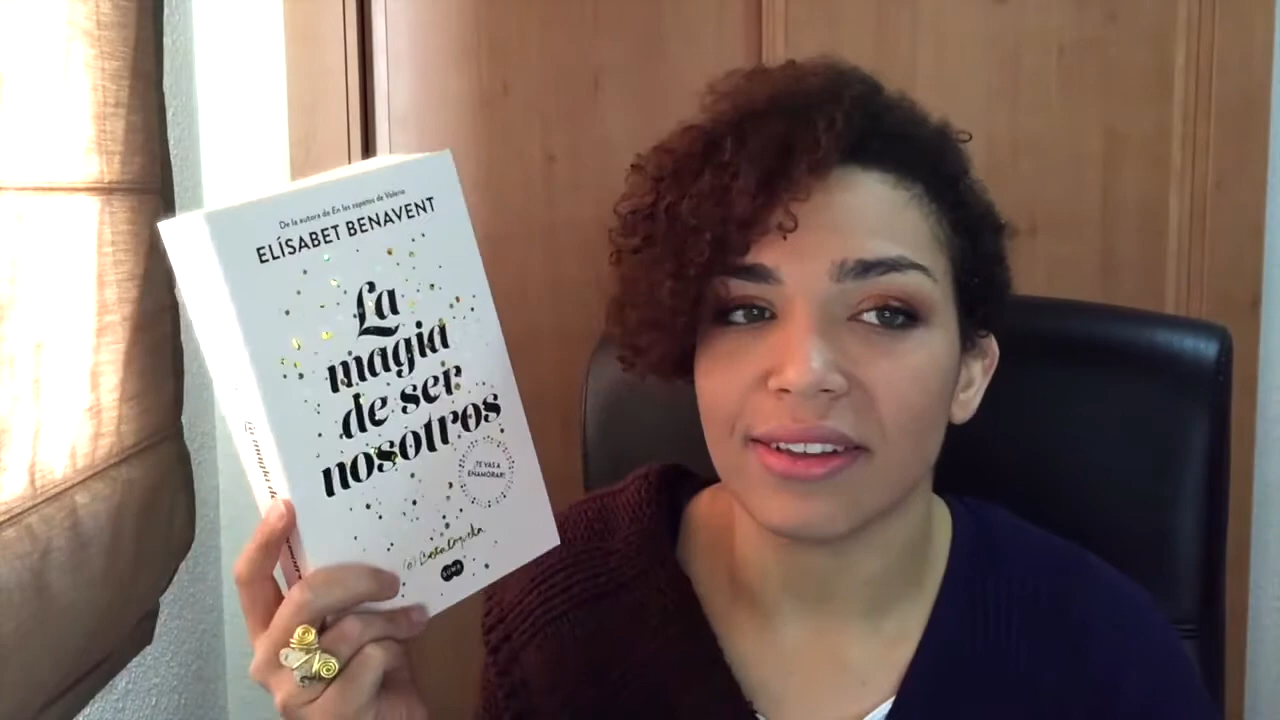 De la autora de En los zapatos de Valeria
ELÍSABET BENAVENT
La
magia
de ser
nosotros
¡TE VAS A
ENAMORAR!
@BetaCoqueta
SUMA